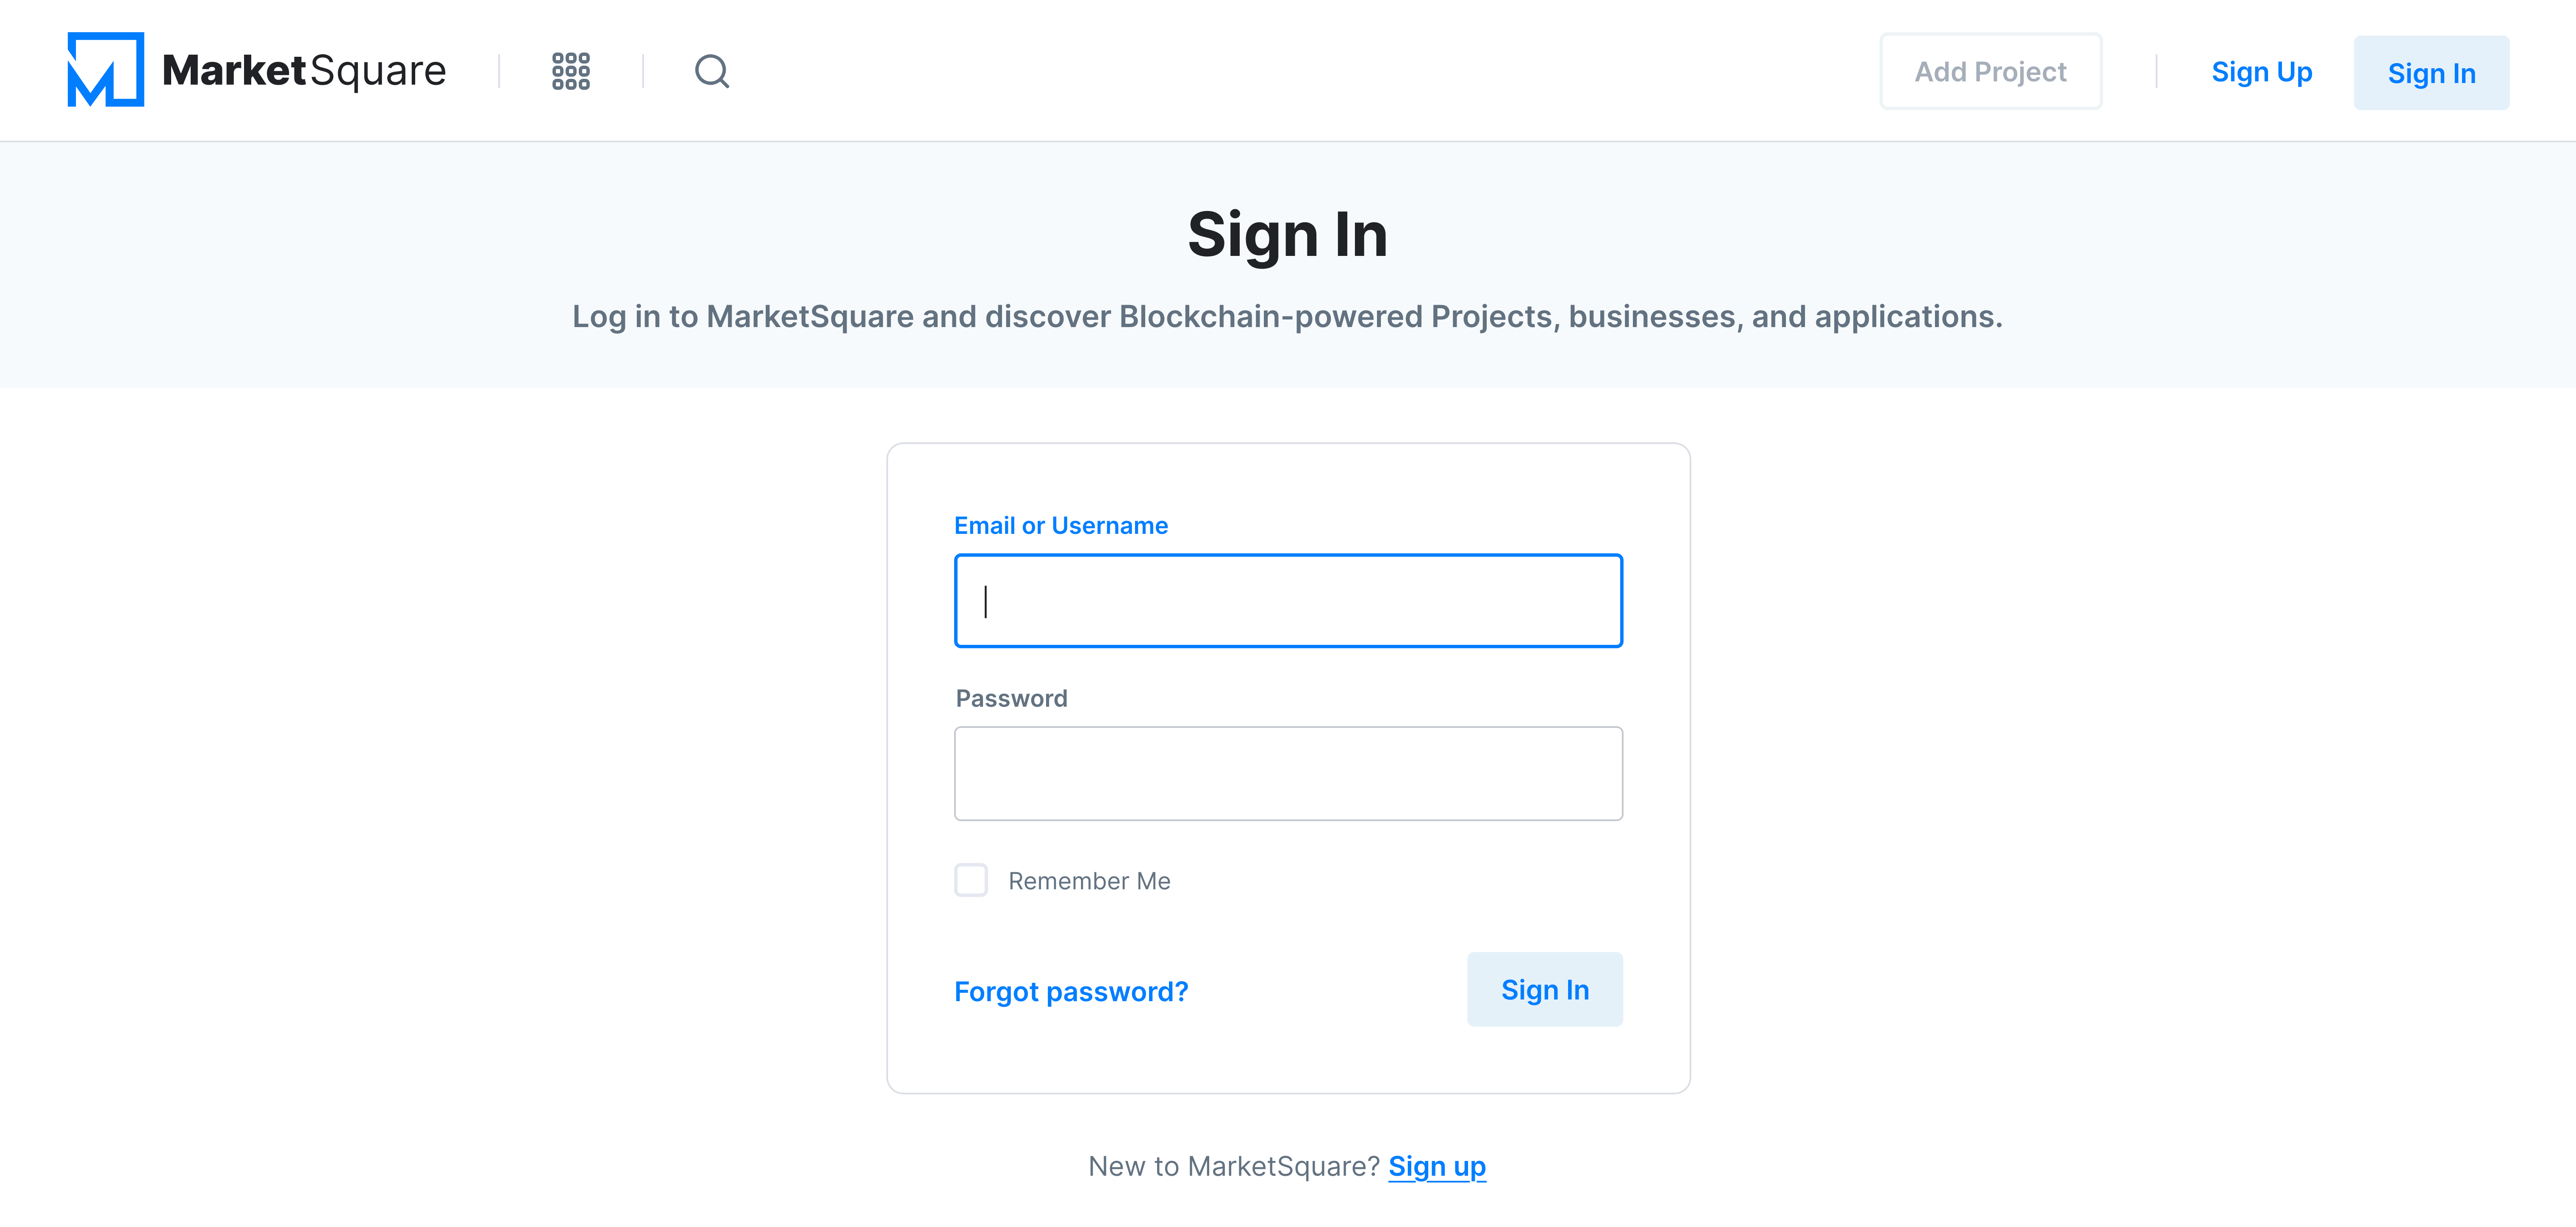 MarketSquare
Add Project
Sign Up
Sign In
Sign In
Log in to MarketSquare and discover Blockchain-powered Projects, businesses, and applications.
Email or Username
Password
Remember Me
Forgot password?
Sign In
New to MarketSquare? Sign up